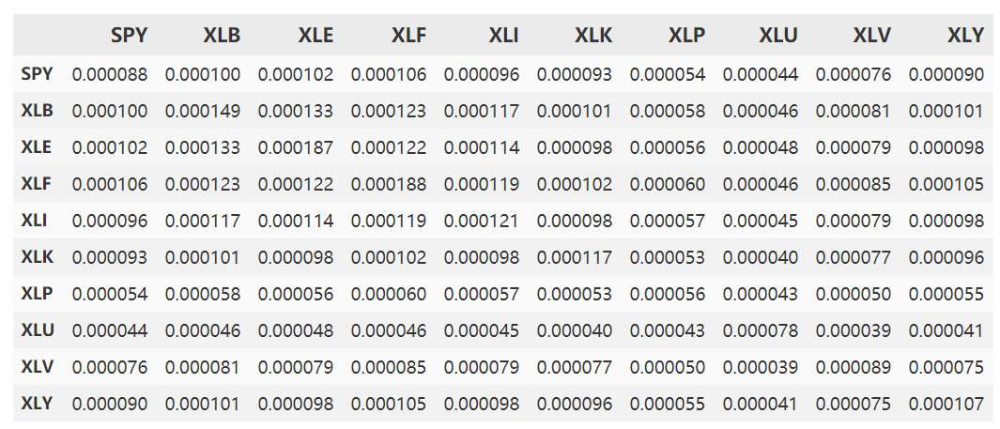 SPY XLB XLE XLF XLI XLK XLP XLU XLV XLY
SPY 0.000088 0.000100 0.000102 0.000106 0.000096 0.000093 0.000054 0.000044 0.000076 0.000090
XLB 0.000100 0.000149 0.000133 0.000123 0.000117 0.000101 0.000058 0.000046 0.000081 0.000101
XLE 0.000102 0.000133 0.000187 0.000122 0.000114 0.000098 0.000056 0.000048 0.000079 0.000098
XLF 0.000106 0.000123 0.000122 0.000188 0.000119 0.000102 0.000060 0.000046 0.000085 0.000105
XLI 0.000096 0.000117 0.000114 0.000119 0.000121 0.000098 0.000057 0.000045 0.000079 0.000098
XLK 0.000093 0.000101 0.000098 0.000102 0.000098 0.000117 0.000053 0.000040 0.000077 0.000096
XLP 0.000054 0.000058 0.000056 0.000060 0.000057 0.000053 0.000056 0.000043 0.000050 0.000055
XLU 0.000044 0.000046 0.000048 0.000046 0.000045 0.000040 0.000043 0.000078 0.000039 0.000041
XLV 0.000076 0.000081 0.000079 0.000085 0.000079 0.000077 0.000050 0.000039 0.000089 0.000075
XLY 0.000090 0.000101 0.000098 0.000105 0.000098 0.000096 0.000055 0.000041 0.000075 0.000107